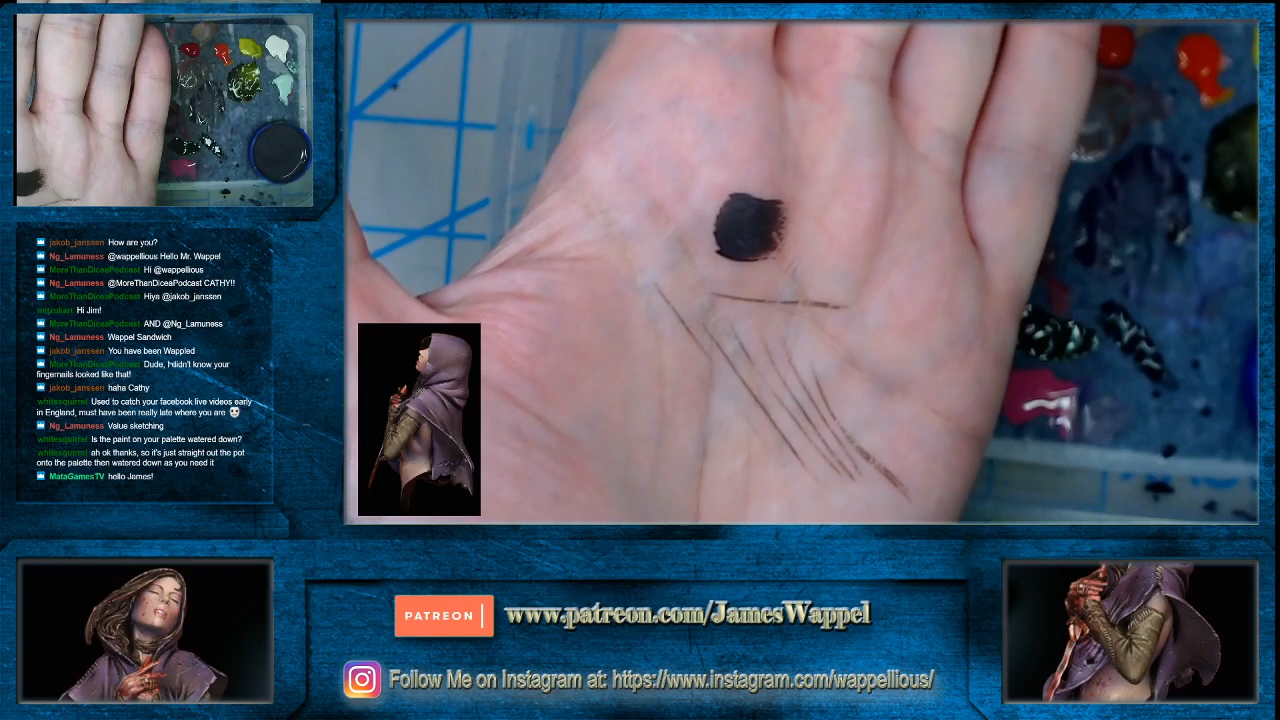 jakob_janssen How are you?
Ng_Lamuness @wappellious Hello Mr. Wappel
MoreThanDiceaPodcast Hi @wappellious
Ng_Lamuness @MoreThanDiceaPodcast CATHY!!
MoreThanDiceaPodcast Hiya @jakob_janssen
Hi Jim!
MoreThanDiceaPodcast AND @Ng_Lamuness
Ng_Lamuness Wappel Sandwich
jakob_janssen You have been Wappled
MoreThanDiceaPodcast Dude, I didn't know your
fingernails looked like that!
jakob_janssen haha Cathy
whitesquirrel Used to catch your facebook live videos early
in England, must have been really late where you are
Ng_Lamuness Value sketching
whitesquirrel Is the paint on your palette watered down?
whitesquirrel ah ok thanks, so it's just straight out the pot
onto the palette then watered down as you need it
MataGamesTV hello James!
PATREON
www.patreon.com/JamesWappel
Follow Me on Instagram at: https://www.instagram.com/wappellious/